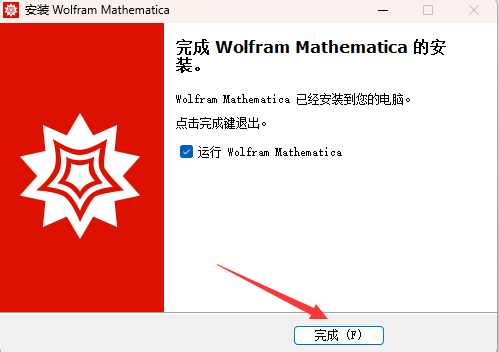 安装 Wolfram Mathematica
完成 Wolfram Mathematica 的安
装。
Wolfram Mathematica 已经安装到您的电脑。
点击完成键退出。
运行 Wolfram Mathematica
完成 (F)